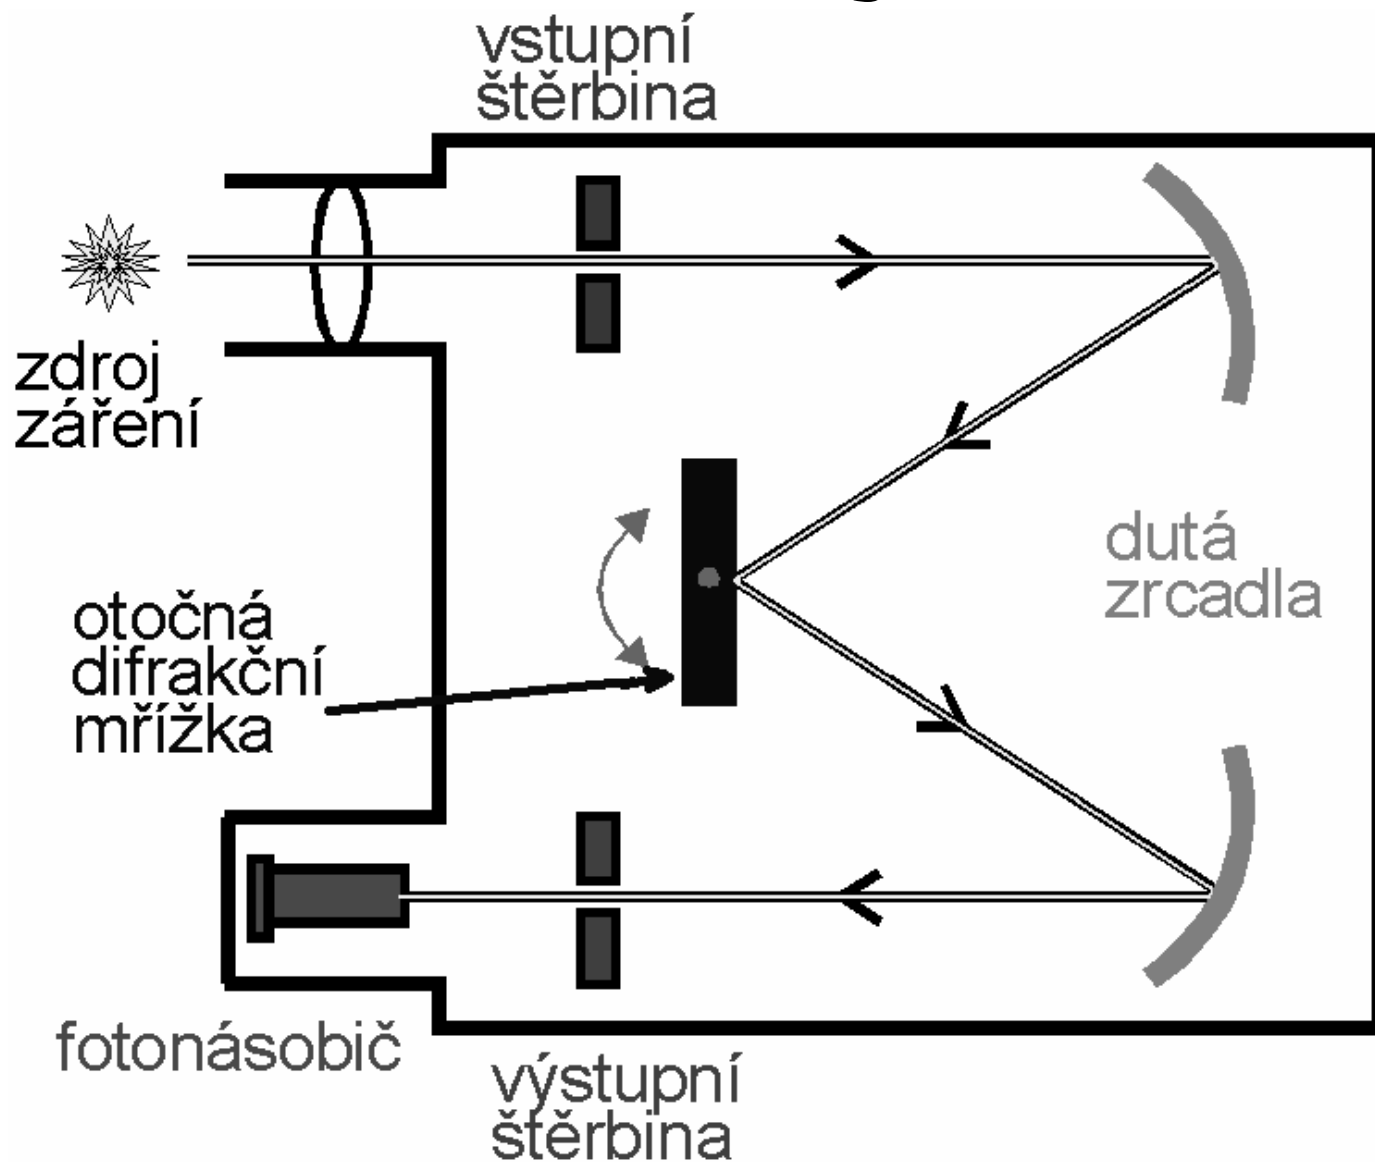 vstupní
štěrbina
zdroj
záření
dutá
zrcadla
otočná
difrakční
mřížka
fotonásobič
výstupní
štěrbina